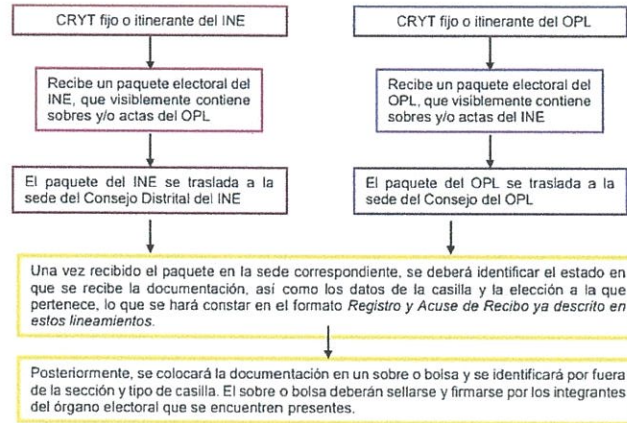 CRYT fijo o itinerante del INE
CRYT fijo o itinerante del OPL
Recibe un paquete electoral del
INE, que visiblemente contiene
sobres y/o actas del OPL
Recibe un paquete electoral del
OPL, que visiblemente contiene
sobres y/o actas del INE
El paquete del INE se traslada a la
sede del Consejo Distrital del INE
El paquete del OPL se traslada a la
sede del Consejo del OPL
Una vez recibido el paquete en la sede correspondiente, se deberá identificar el estado en
que se recibe la documentación, así como los datos de la casilla y la elección a la que
pertenece, lo que se hará constar en el formato Registro y Acuse de Recibo ya descrito en
estos lineamientos.
Posteriormente, se colocará la documentación en un sobre o bolsa y se identificará por fuera
de la sección y tipo de casilla. El sobre o bolsa deberán sellarse y firmarse por los integrantes
del órgano electoral que se encuentren presentes.